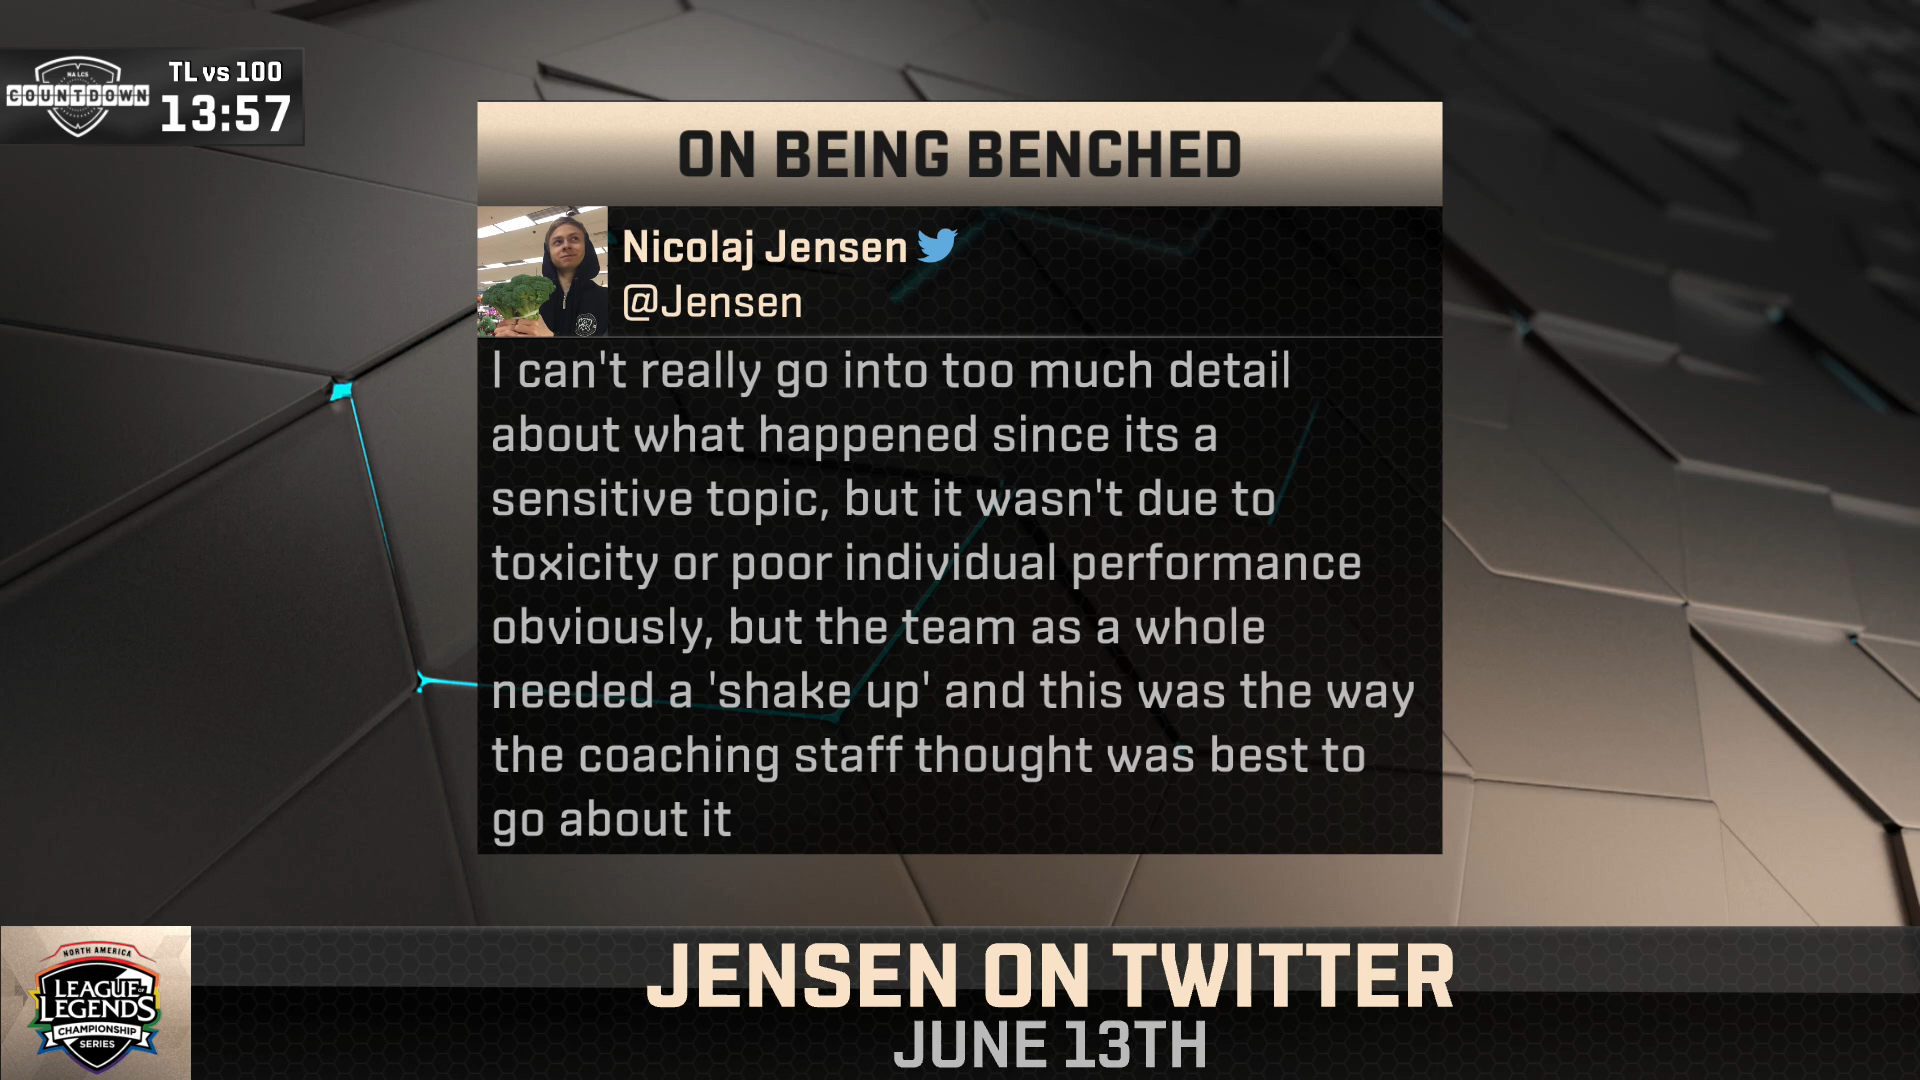 NA LCS
COUNTDOWN
TL vs 100
13:57
ON BEING BENCHED
Nicolaj Jensen
@Jensen
I can't really go into too much detail
about what happened since its a
sensitive topic, but it wasn't due to
toxicity or poor individual performance
obviously, but the team as a whole
needed a 'shake up' and this was the way
the coaching staff thought was best to
go about it
NORTH AMERICA
LEAGUE OF
LEGENDS
CHAMPIONSHIP
SERIES
JENSEN ON TWITTER
JUNE 13TH